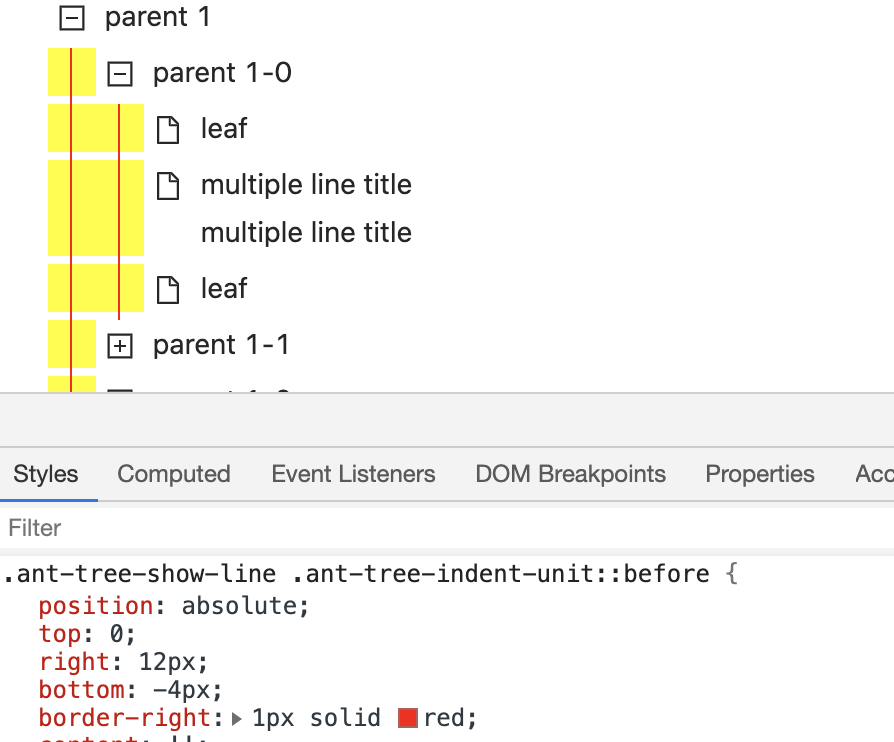 parent 1
parent 1-0
leaf
multiple line title
multiple line title
leaf
parent 1-1
Styles Computed Event Listeners DOM Breakpoints Properties Acc
Filter
.ant-tree-show-line .ant-tree-indent-unit::before {
position: absolute;
top: 0;
right: 12px;
bottom: -4px;
border-right: 1px solid red;